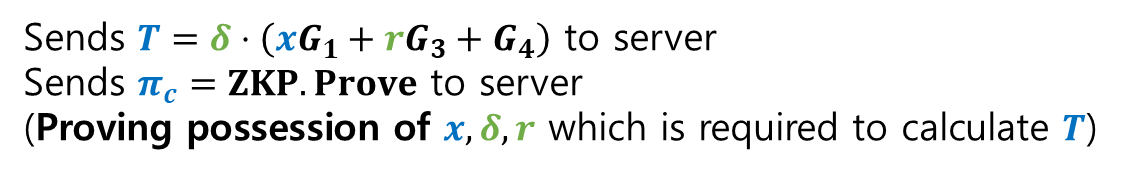 Sends T = δ · (xG₁ + rG₃ + G₄) to server
Sends π_c = ZKP. Prove to server
(Proving possession of x, δ, r which is required to calculate T)